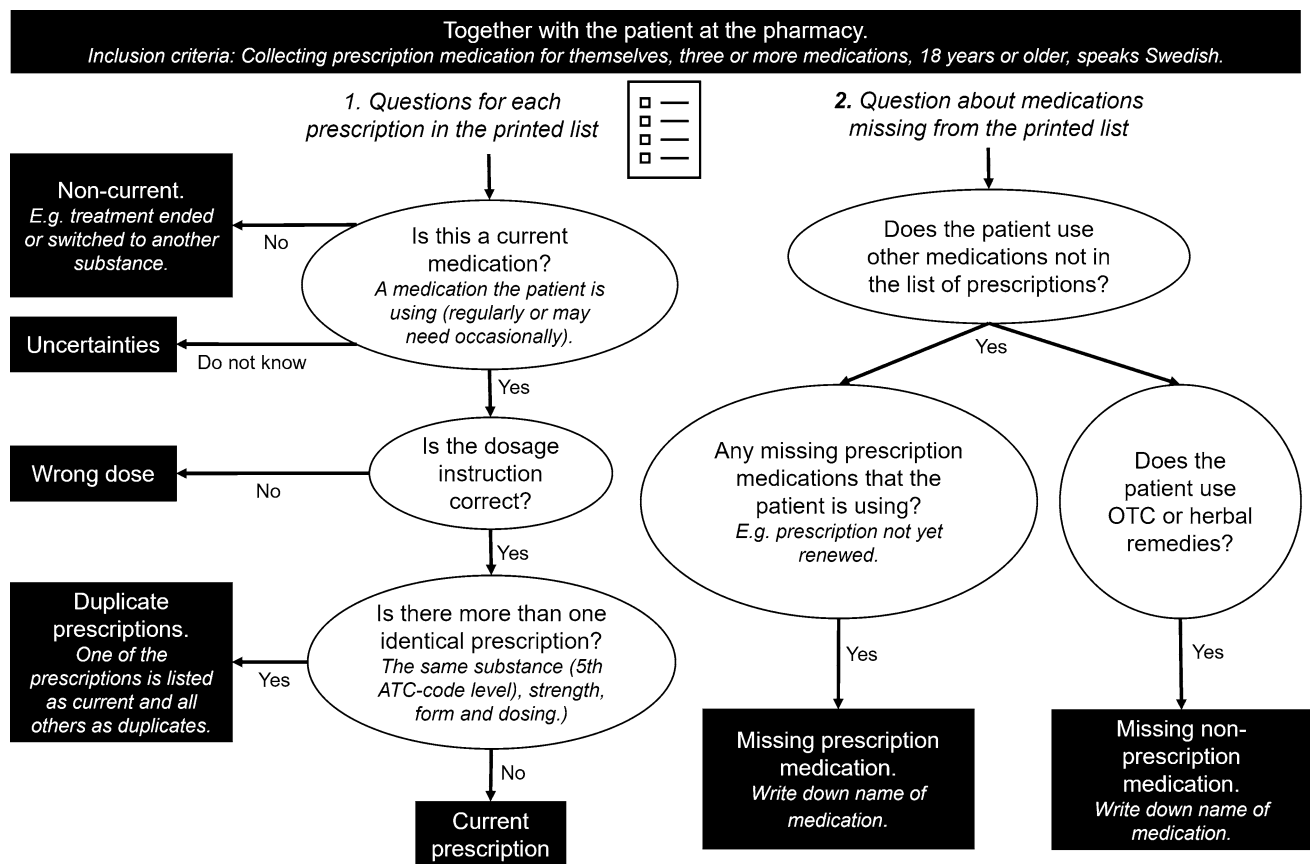 Together with the patient at the pharmacy.
Inclusion criteria: Collecting prescription medication for themselves, three or more medications, 18 years or older, speaks Swedish.
1. Questions for each
prescription in the printed list
Non-current.
E.g. treatment ended
or switched to another
substance.
No
Is this a current
medication?
A medication the patient is
using (regularly or may
need occasionally).
Uncertainties
Do not know
Yes
Wrong dose
No
Is the dosage
instruction
correct?
Yes
Duplicate
prescriptions.
One of the
prescriptions is listed
as current and all
others as duplicates.
Yes
Is there more than one
identical prescription?
The same substance (5th
ATC-code level), strength,
form and dosing.)
No
Current
prescription
2. Question about medications
missing from the printed list
Does the patient use
other medications not in
the list of prescriptions?
Yes
Any missing prescription
medications that the
patient is using?
E.g. prescription not yet
renewed.
Yes
Missing prescription
medication.
Write down name of
medication.
Does the
patient use
OTC or herbal
remedies?
Yes
Missing non-
prescription
medication.
Write down name of
medication.